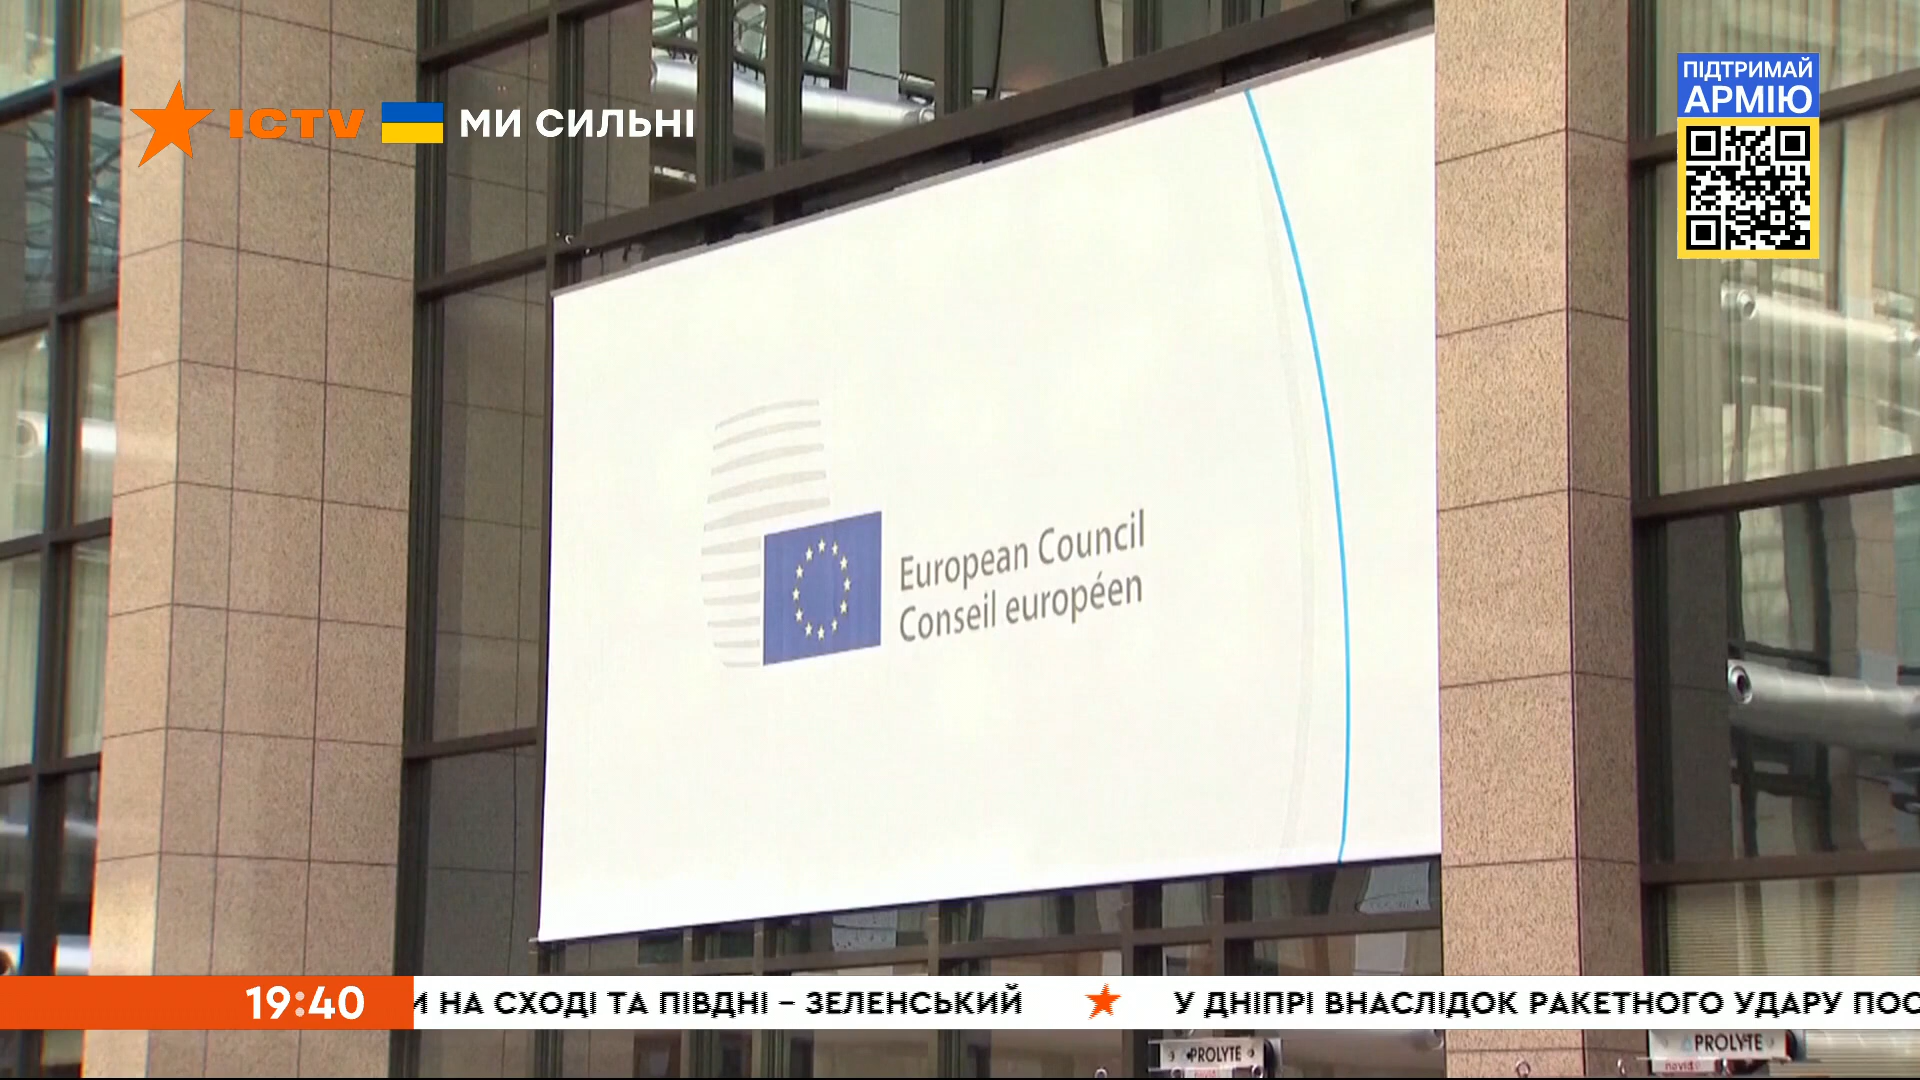 ICTV МИ СИЛЬНІ
ПІДТРИМАЙ
АРМІЮ
European Council
Conseil européen
19:40
И НА СХОДІ ТА ПІВДНІ – ЗЕЛЕНСЬКИЙ
У ДНІПРІ ВНАСЛІДОК РАКЕТНОГО УДАРУ ПОС
PROLYTE
PROLYTE